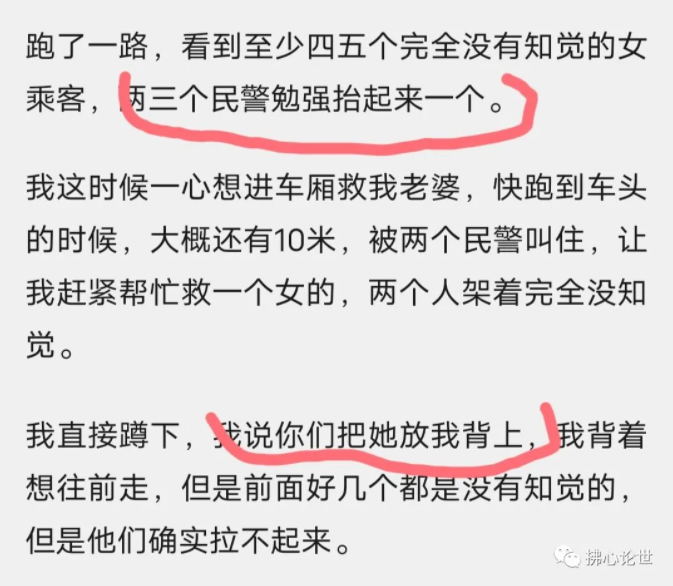 跑了一路，看到至少四五个完全没有知觉的女
乘客，两三个民警勉强抬起来一个。
我这时候一心想进车厢救我老婆，快跑到车头
的时候，大概还有10米，被两个民警叫住，让
我赶紧帮忙救一个女的，两个人架着完全没知
觉。
我直接蹲下，我说你们把她放我背上，我背着
想往前走，但是前面好几个都是没有知觉的，
但是他们确实拉不起来。
拂心论世